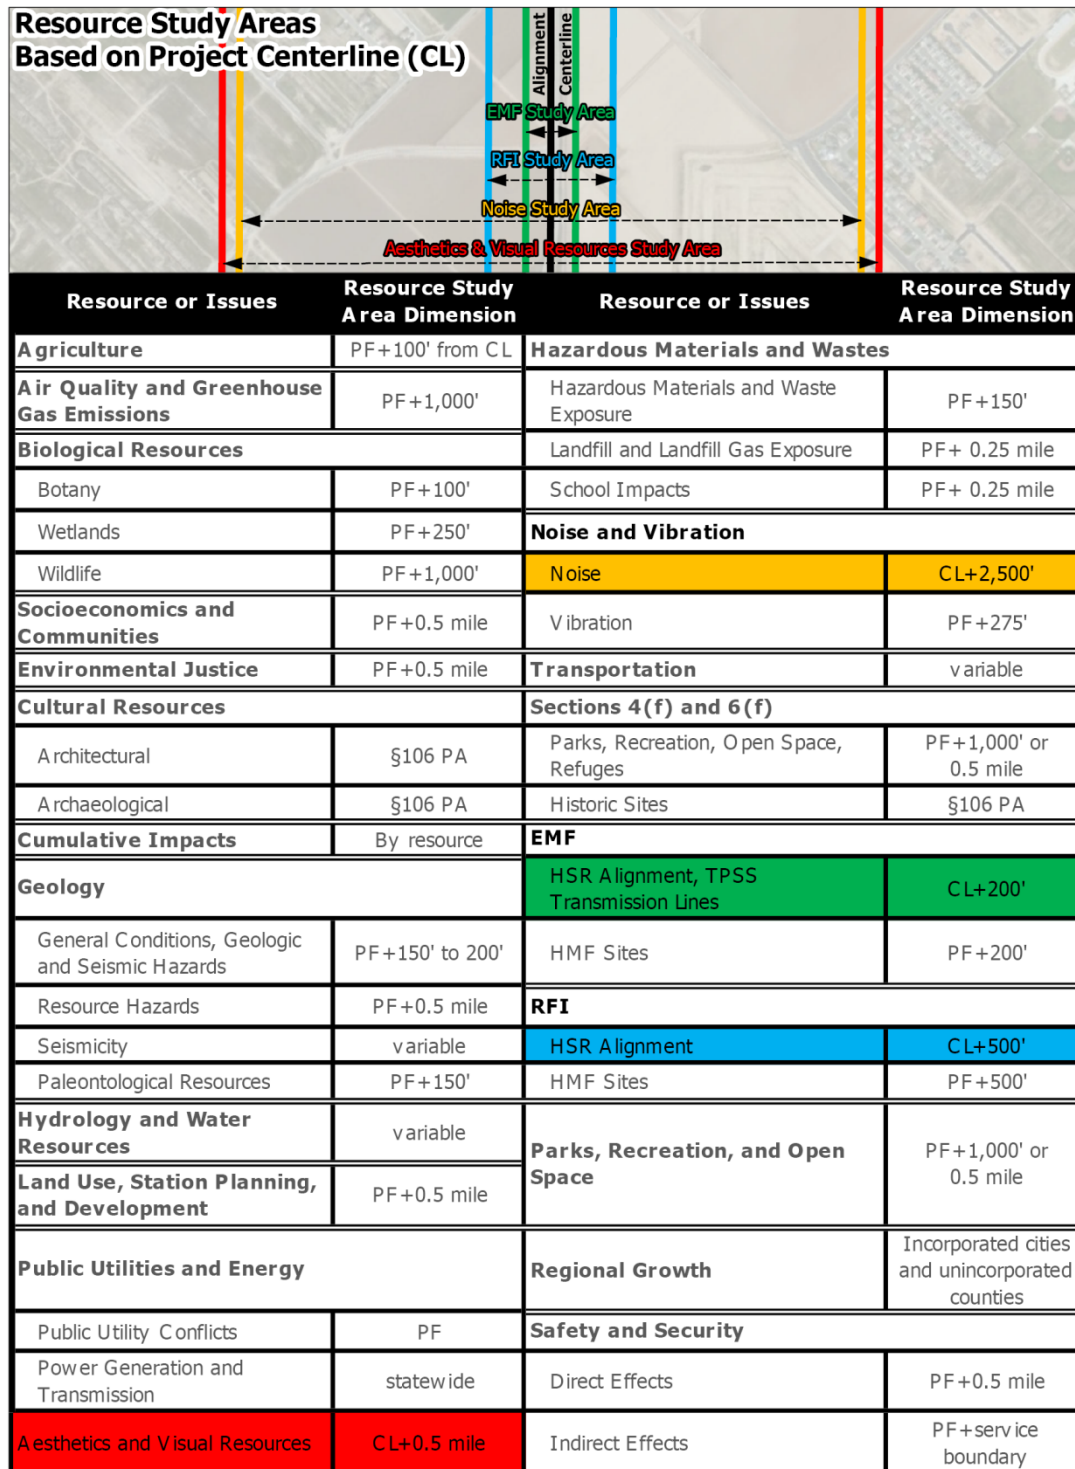 Resource Study Areas
Based on Project Centerline (CL)
Alignment
Centerline
EMF Study Area
RFI Study Area
Noise Study Area
Aesthetics & Visual Resources Study Area
Resource or Issues
Resource Study
Area Dimension
Resource or Issues
Resource Study
Area Dimension
Agriculture
PF+100' from CL
Hazardous Materials and Wastes
Air Quality and Greenhouse
Gas Emissions
PF+1,000'
Hazardous Materials and Waste
Exposure
PF+150'
Biological Resources
Landfill and Landfill Gas Exposure
PF+ 0.25 mile
Botany
PF+100'
School Impacts
PF+ 0.25 mile
Wetlands
PF+250'
Noise and Vibration
Wildlife
PF+1,000'
Noise
CL+2,500'
Socioeconomics and
Communities
PF+0.5 mile
Vibration
PF+275'
Environmental Justice
PF+0.5 mile
Transportation
variable
Cultural Resources
Sections 4(f) and 6(f)
Architectural
§106 PA
Parks, Recreation, Open Space,
Refuges
PF+1,000' or
0.5 mile
Archaeological
§106 PA
Historic Sites
§106 PA
Cumulative Impacts
By resource
EMF
Geology
HSR Alignment, TPSS
Transmission Lines
CL+200'
General Conditions, Geologic
and Seismic Hazards
PF+150' to 200'
HMF Sites
PF+200'
Resource Hazards
PF+0.5 mile
RFI
Seismicity
variable
HSR Alignment
CL+500'
Paleontological Resources
PF+150'
HMF Sites
PF+500'
Hydrology and Water
Resources
variable
Parks, Recreation, and Open
Space
PF+1,000' or
0.5 mile
Land Use, Station Planning,
and Development
PF+0.5 mile
Public Utilities and Energy
Regional Growth
Incorporated cities
and unincorporated
counties
Public Utility Conflicts
PF
Safety and Security
Power Generation and
Transmission
statewide
Direct Effects
PF+0.5 mile
Aesthetics and Visual Resources
CL+0.5 mile
Indirect Effects
PF+service
boundary